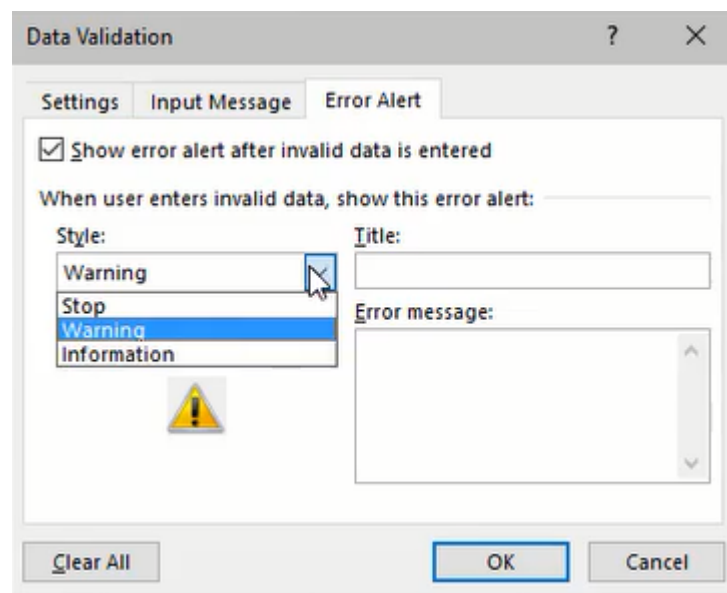 Data Validation ?
Settings Input Message Error Alert
Show error alert after invalid data is entered
When user enters invalid data, show this error alert:
Style: Title:
Warning
Stop
Warning
Information
Error message:
Clear All OK Cancel